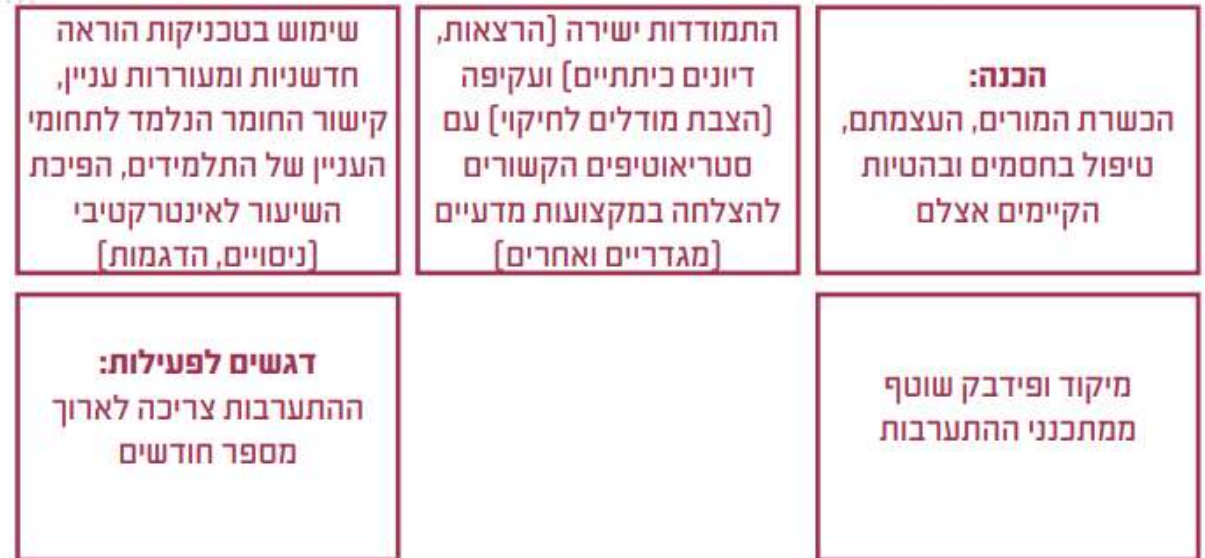 הכנה:
הכשרת המורים, העצמתם,
טיפול בחסמים ובהטיות
הקיימים אצלם
התמודדות ישירה (הרצאות,
דיונים כיתתיים) ועקיפה
(הצבת מודלים לחיקוי) עם
סטריאוטיפים הקשורים
להצלחה במקצועות מדעיים
(מגדריים ואחרים)
שימוש בטכניקות הוראה
חדשניות ומעוררות עניין,
קישור החומר הנלמד לתחומי
העניין של התלמידים, הפיכת
השיעור לאינטרקטיבי
(ניסויים, הדגמות)
מיקוד ופידבק שוטף
ממתכנני ההתערבות
דגשים לפעילות:
ההתערבות צריכה לארוך
מספר חודשים